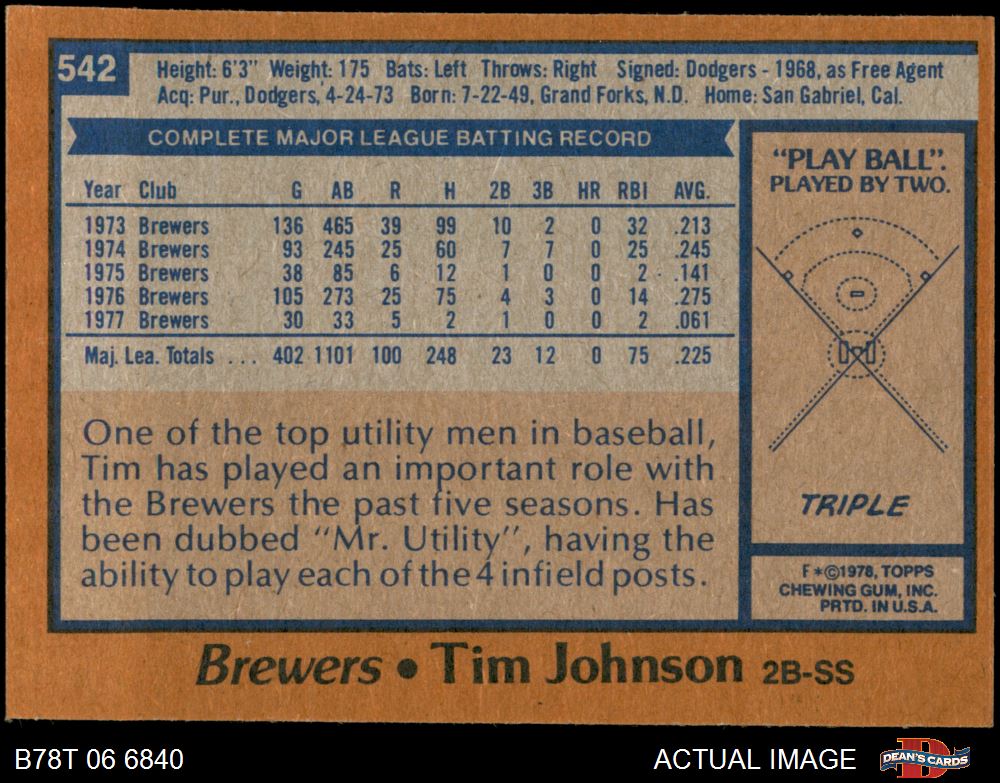 542
Height: 6'3" Weight: 175 Bats: Left Throws: Right Signed: Dodgers - 1968, as Free Agent
Acq: Pur., Dodgers, 4-24-73 Born: 7-22-49, Grand Forks, N.D. Home: San Gabriel, Cal.
COMPLETE MAJOR LEAGUE BATTING RECORD
Year Club G AB R H 2B 3B HR RBI AVG.
1973 Brewers 136 465 39 99 10 2 0 32 .213
1974 Brewers 93 245 25 60 7 7 0 25 .245
1975 Brewers 38 85 6 12 1 0 0 2 .141
1976 Brewers 105 273 25 75 4 3 0 14 .275
1977 Brewers 30 33 5 2 1 0 0 2 .061
Maj. Lea. Totals ... 402 1101 100 248 23 12 0 75 .225
One of the top utility men in baseball,
Tim has played an important role with
the Brewers the past five seasons. Has
been dubbed "Mr. Utility", having the
ability to play each of the 4 infield posts.
"PLAY BALL".
PLAYED BY TWO.
TRIPLE
F*©1978, TOPPS
CHEWING GUM, INC.
PRTD. IN U.S.A.
Brewers • Tim Johnson 2B-SS
B78T 06 6840
ACTUAL IMAGE
D
DEAN'S CARDS